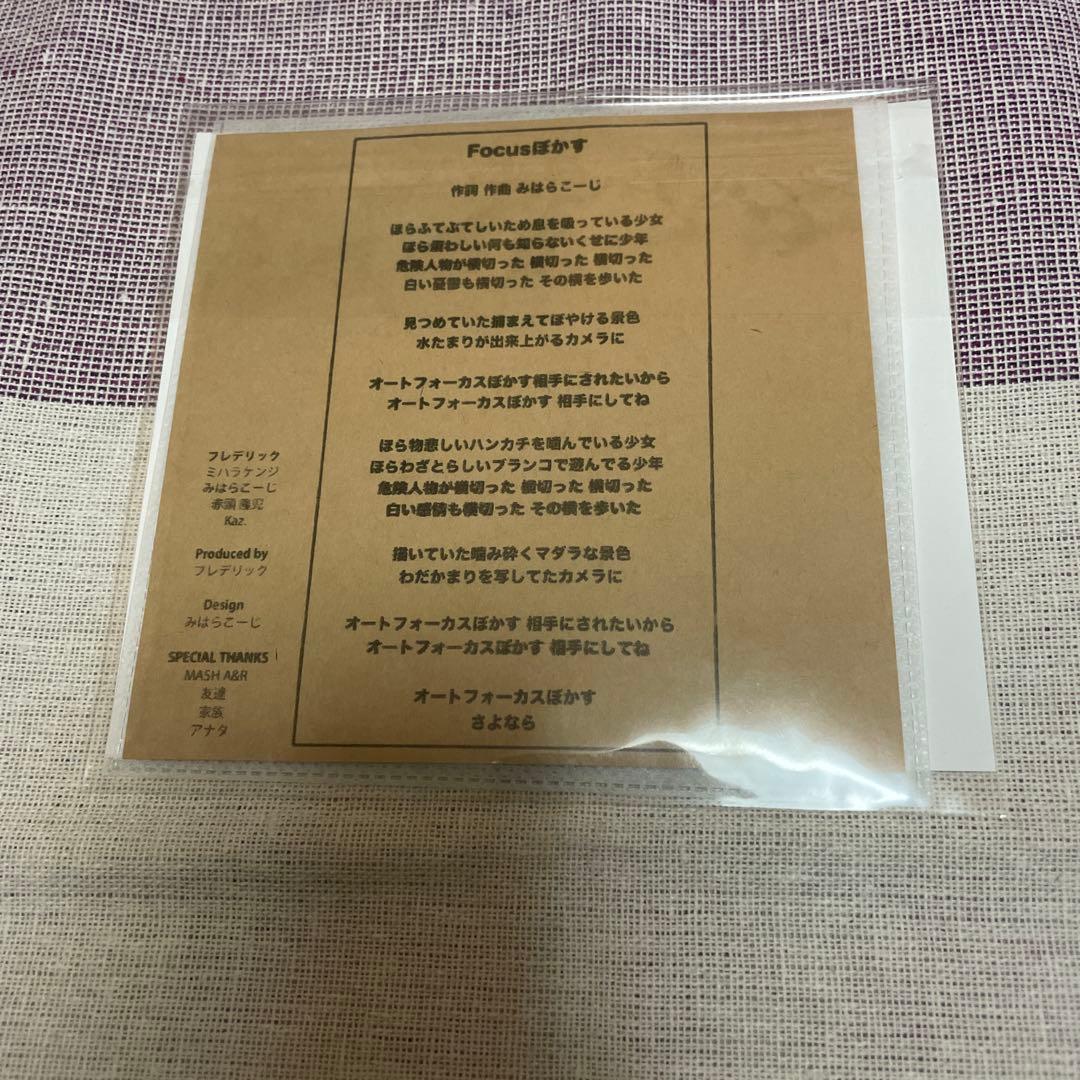 Focusぼかす
作詞 作曲 みはらこーじ
ほらふてぶてしいため息を吸っている少女
ほら煩わしい何も知らないくせに少年
危険人物が横切った 横切った 横切った
白い憂鬱も横切った その横を歩いた
見つめていた捕まえてぼやける景色
水たまりが出来上がるカメラに
オートフォーカスぼかす相手にされたいから
オートフォーカスぼかす 相手にしてね
ほら物悲しいハンカチを噛んでいる少女
ほらわざとらしいブランコで遊んでる少年
危険人物が横切った 横切った 横切った
白い感情も横切った その横を歩いた
描いていた噛み砕くマダラな景色
わだかまりを写してたカメラに
オートフォーカスぼかす 相手にされたいから
オートフォーカスぼかす 相手にしてね
オートフォーカスぼかす
さよなら
フレデリック
ミハラケンジ
みはらこーじ
赤頭 隆児
Kaz.
Produced by
フレデリック
Design
みはらこーじ
SPECIAL THANKS
MASH A&R
友達
家族
アナタ